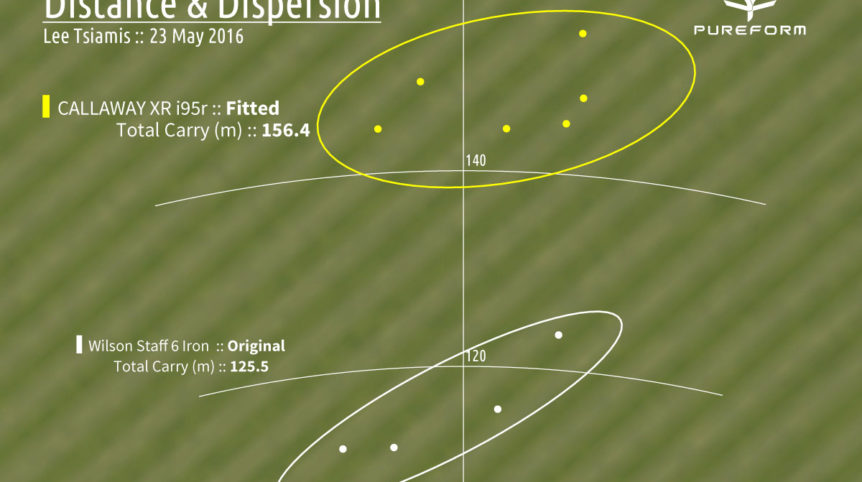 Distance & Dispersion
Lee Tsiamis :: 23 May 2016
PUREFORM
CALLAWAY XR i95r :: Fitted
Total Carry (m) :: 156.4
140
Wilson Staff 6 Iron :: Original
Total Carry (m) :: 125.5
120